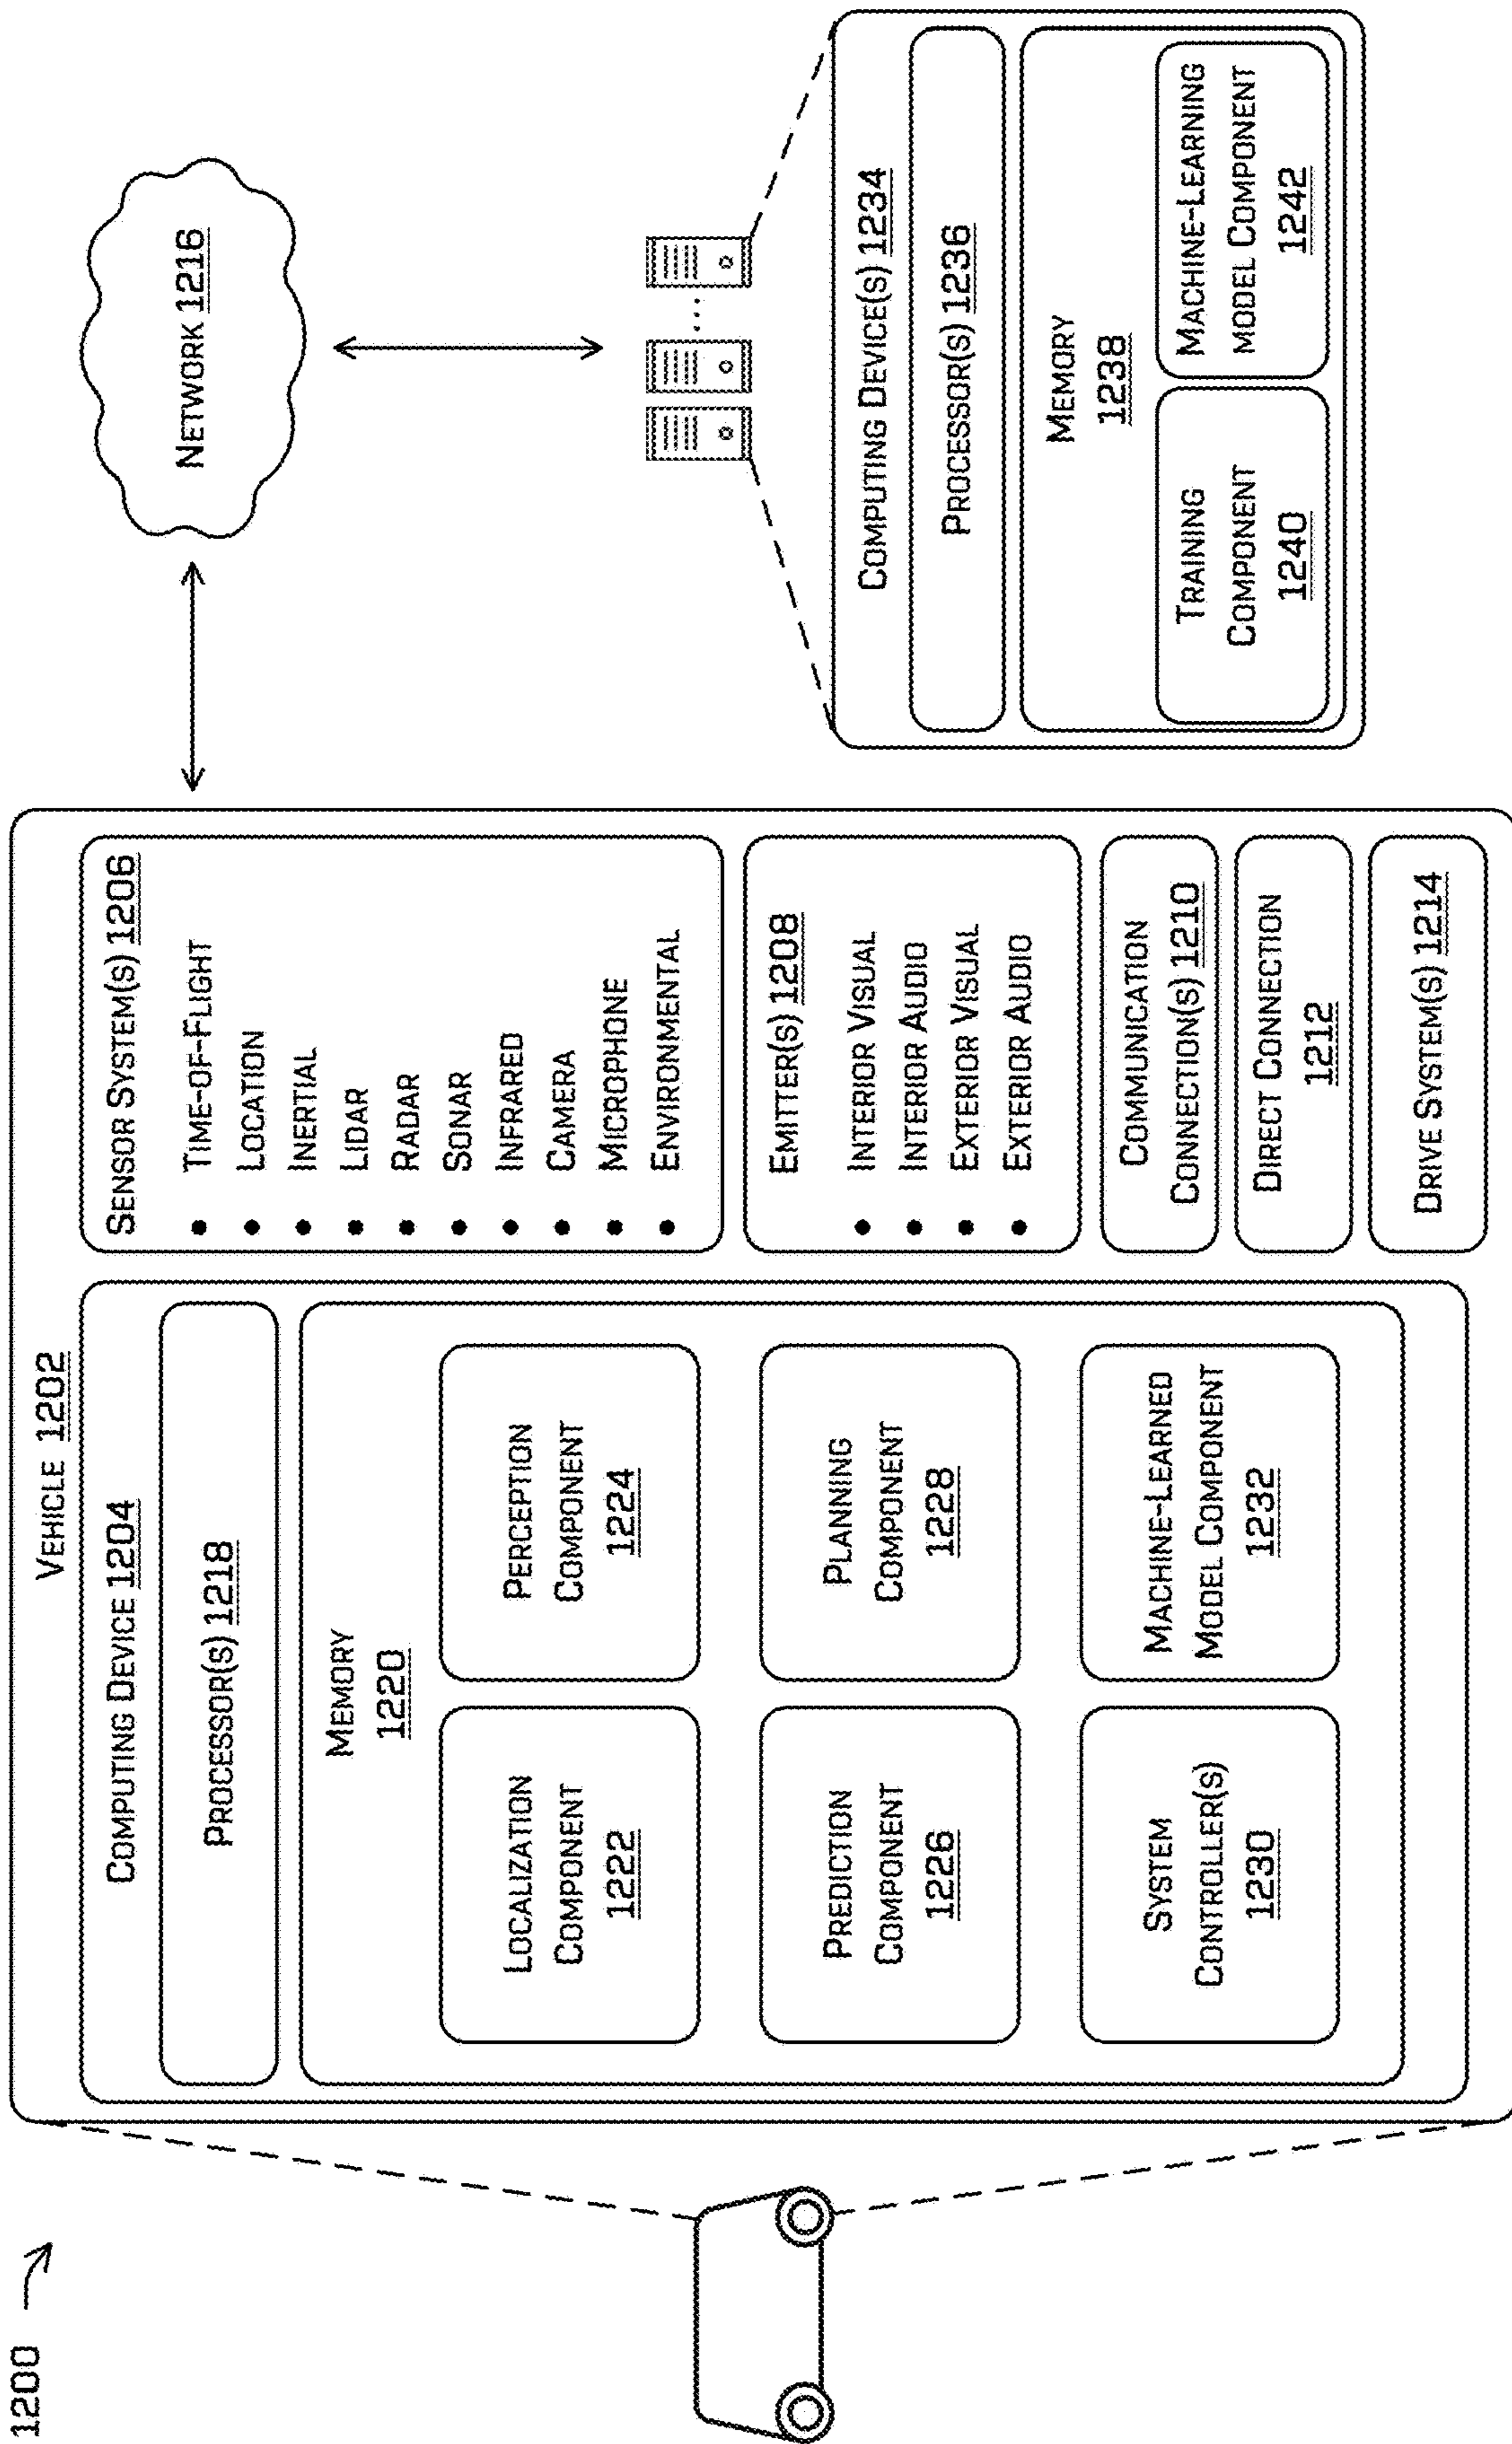 1200
VEHICLE 1202
COMPUTING DEVICE 1204
PROCESSOR(S) 1218
MEMORY
1220
LOCALIZATION
COMPONENT
1222
PERCEPTION
COMPONENT
1224
PREDICTION
COMPONENT
1226
PLANNING
COMPONENT
1228
SYSTEM
CONTROLLER(S)
1230
MACHINE-LEARNED
MODEL COMPONENT
1232
SENSOR SYSTEM(S) 1206
• TIME-OF-FLIGHT
• LOCATION
• INERTIAL
• LIDAR
• RADAR
• SONAR
• INFRARED
• CAMERA
• MICROPHONE
• ENVIRONMENTAL
EMITTER(S) 1208
• INTERIOR VISUAL
• INTERIOR AUDIO
• EXTERIOR VISUAL
• EXTERIOR AUDIO
COMMUNICATION
CONNECTION(S) 1210
DIRECT CONNECTION
1212
DRIVE SYSTEM(S) 1214
NETWORK 1216
COMPUTING DEVICE(S) 1234
PROCESSOR(S) 1236
MEMORY
1238
TRAINING
COMPONENT
1240
MACHINE-LEARNING
MODEL COMPONENT
1242